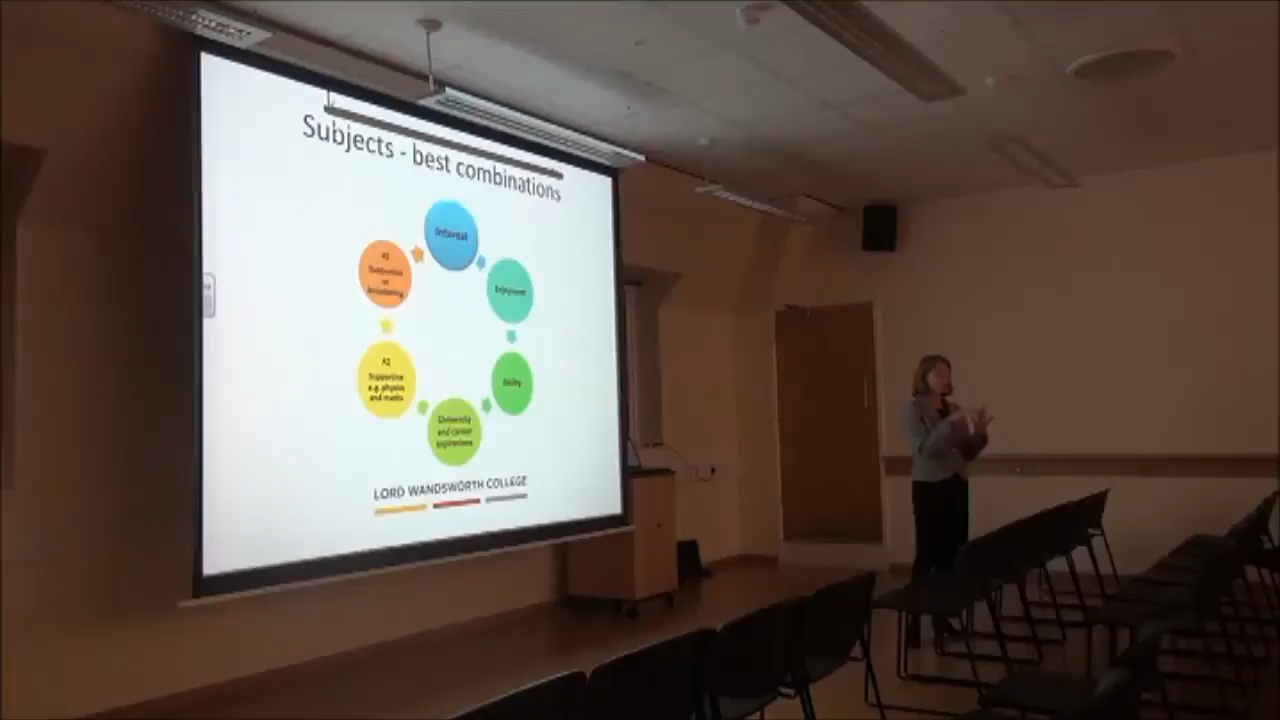 Subjects - best combinations
Interest
Enjoyment
Ability
University
and career
aspirations
A2
Supportive
e.g. physics
and maths
A2
Supportive
or
broadening
LORD WANDSWORTH COLLEGE